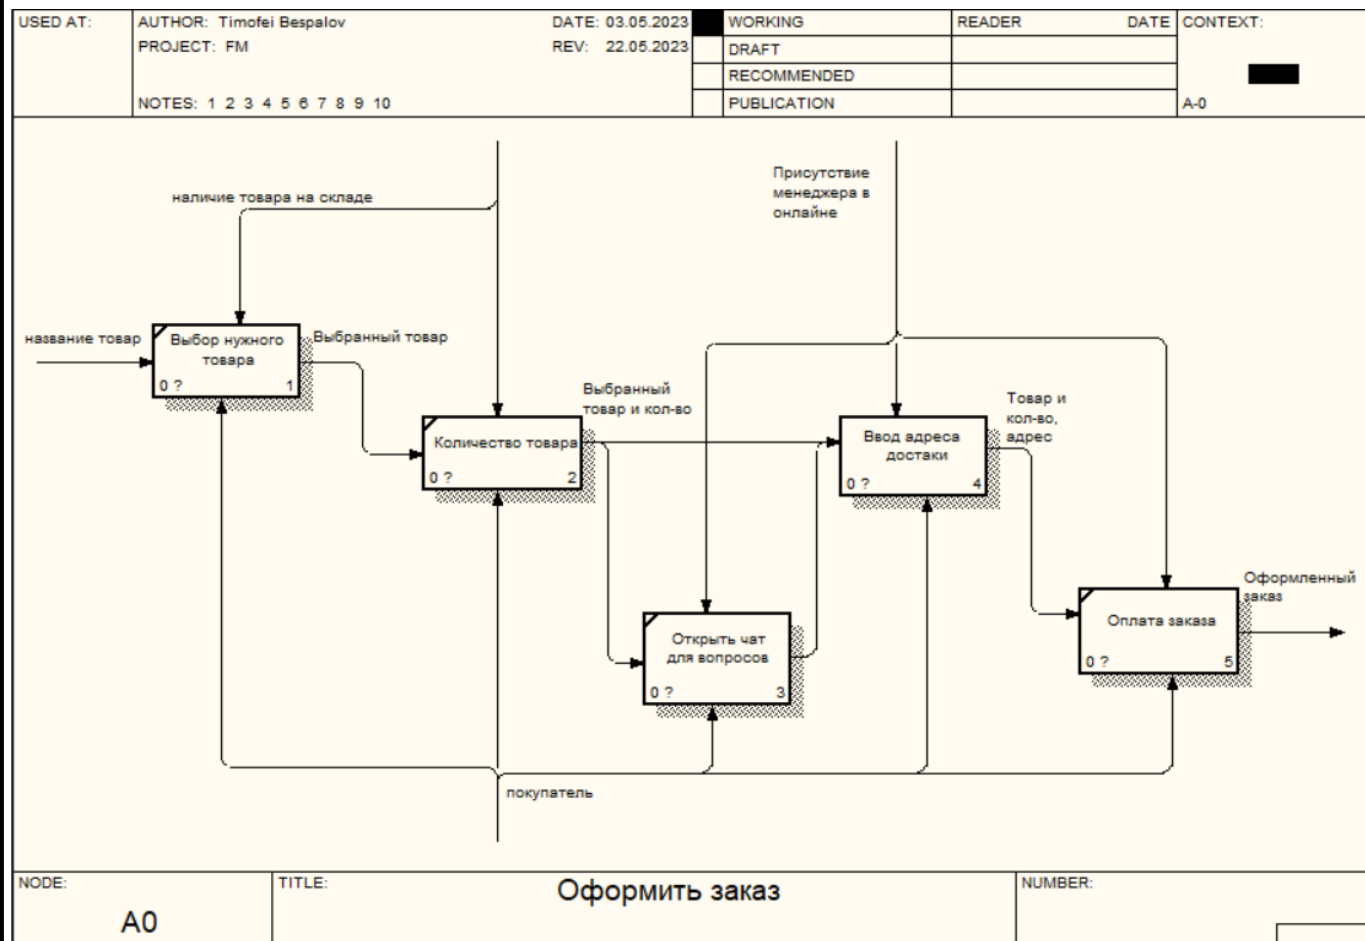 USED AT:
AUTHOR: Timofei Bespalov
DATE: 03.05.2023
PROJECT: FM
REV: 22.05.2023
NOTES: 1 2 3 4 5 6 7 8 9 10
WORKING
DRAFT
RECOMMENDED
PUBLICATION
READER
DATE
CONTEXT:
A-0
Присутствие
менеджера в
онлайне
наличие товара на складе
название товар
Выбор нужного
товара
0 ?
1
Выбранный товар
Выбранный
товар и кол-во
Количество товара
0 ?
2
Ввод адреса
достаки
0 ?
4
Товар и
кол-во,
адрес
Открыть чат
для вопросов
0 ?
3
Оплата заказа
0 ?
5
Оформленный
заказ
покупатель
NODE:
A0
TITLE:
Оформить заказ
NUMBER: